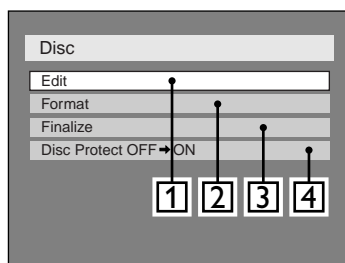 Disc
Edit
Format
Finalize
Disc Protect OFF➡ON
1 2 3 4